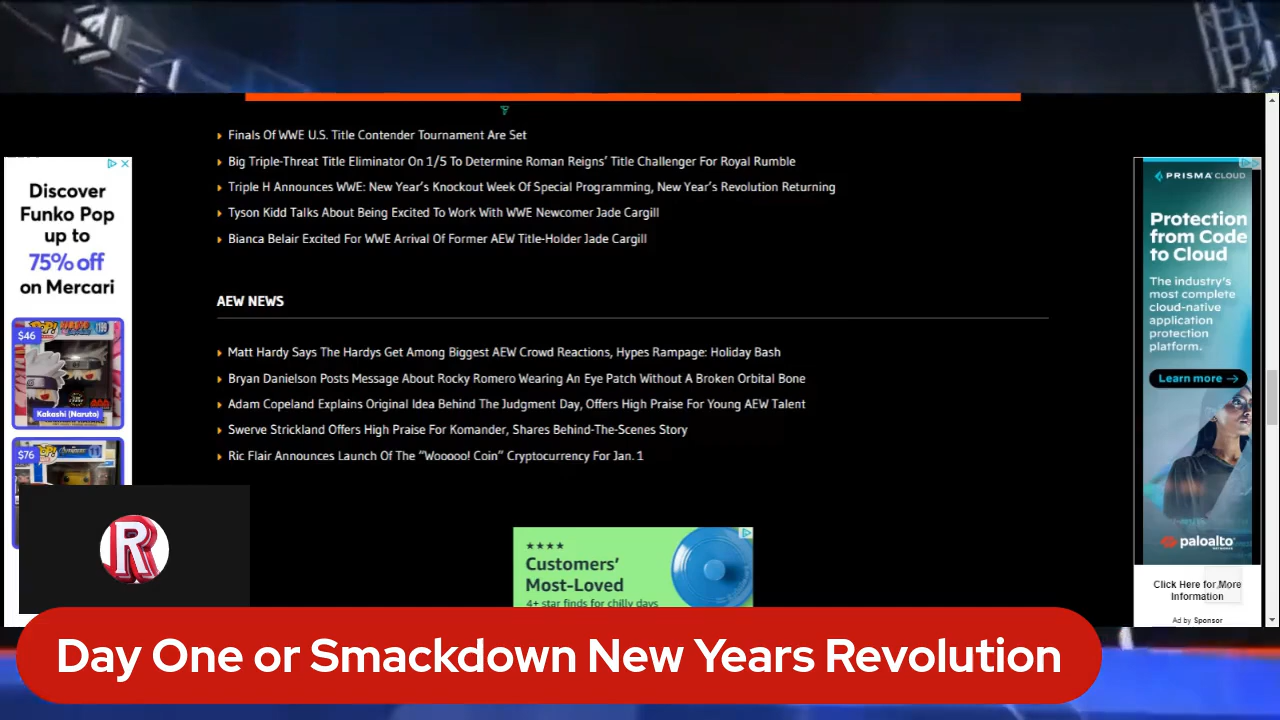 Finals Of WWE U.S. Title Contender Tournament Are Set
Big Triple-Threat Title Eliminator On 1/5 To Determine Roman Reigns’ Title Challenger For Royal Rumble
Triple H Announces WWE: New Year’s Knockout Week Of Special Programming, New Year’s Revolution Returning
Tyson Kidd Talks About Being Excited To Work With WWE Newcomer Jade Cargill
Bianca Belair Excited For WWE Arrival Of Former AEW Title-Holder Jade Cargill
AEW NEWS
Matt Hardy Says The Hardys Get Among Biggest AEW Crowd Reactions, Hypes Rampage: Holiday Bash
Bryan Danielson Posts Message About Rocky Romero Wearing An Eye Patch Without A Broken Orbital Bone
Adam Copeland Explains Original Idea Behind The Judgment Day, Offers High Praise For Young AEW Talent
Swerve Strickland Offers High Praise For Komander, Shares Behind-The-Scenes Story
Ric Flair Announces Launch Of The “Wooooo! Coin” Cryptocurrency For Jan. 1
Discover
Funko Pop
up to
75% off
on Mercari
$46
Kakashi (Naruto)
$76
11
R
PRISMA CLOUD
Protection
from Code
to Cloud
The industry’s
most complete
cloud-native
application
protection
platform.
Learn more →
paloalto
Click Here for More
Information
Ad by Sponsor
★★★★
Customers’
Most-Loved
4+ star finds for chilly days
Day One or Smackdown New Years Revolution